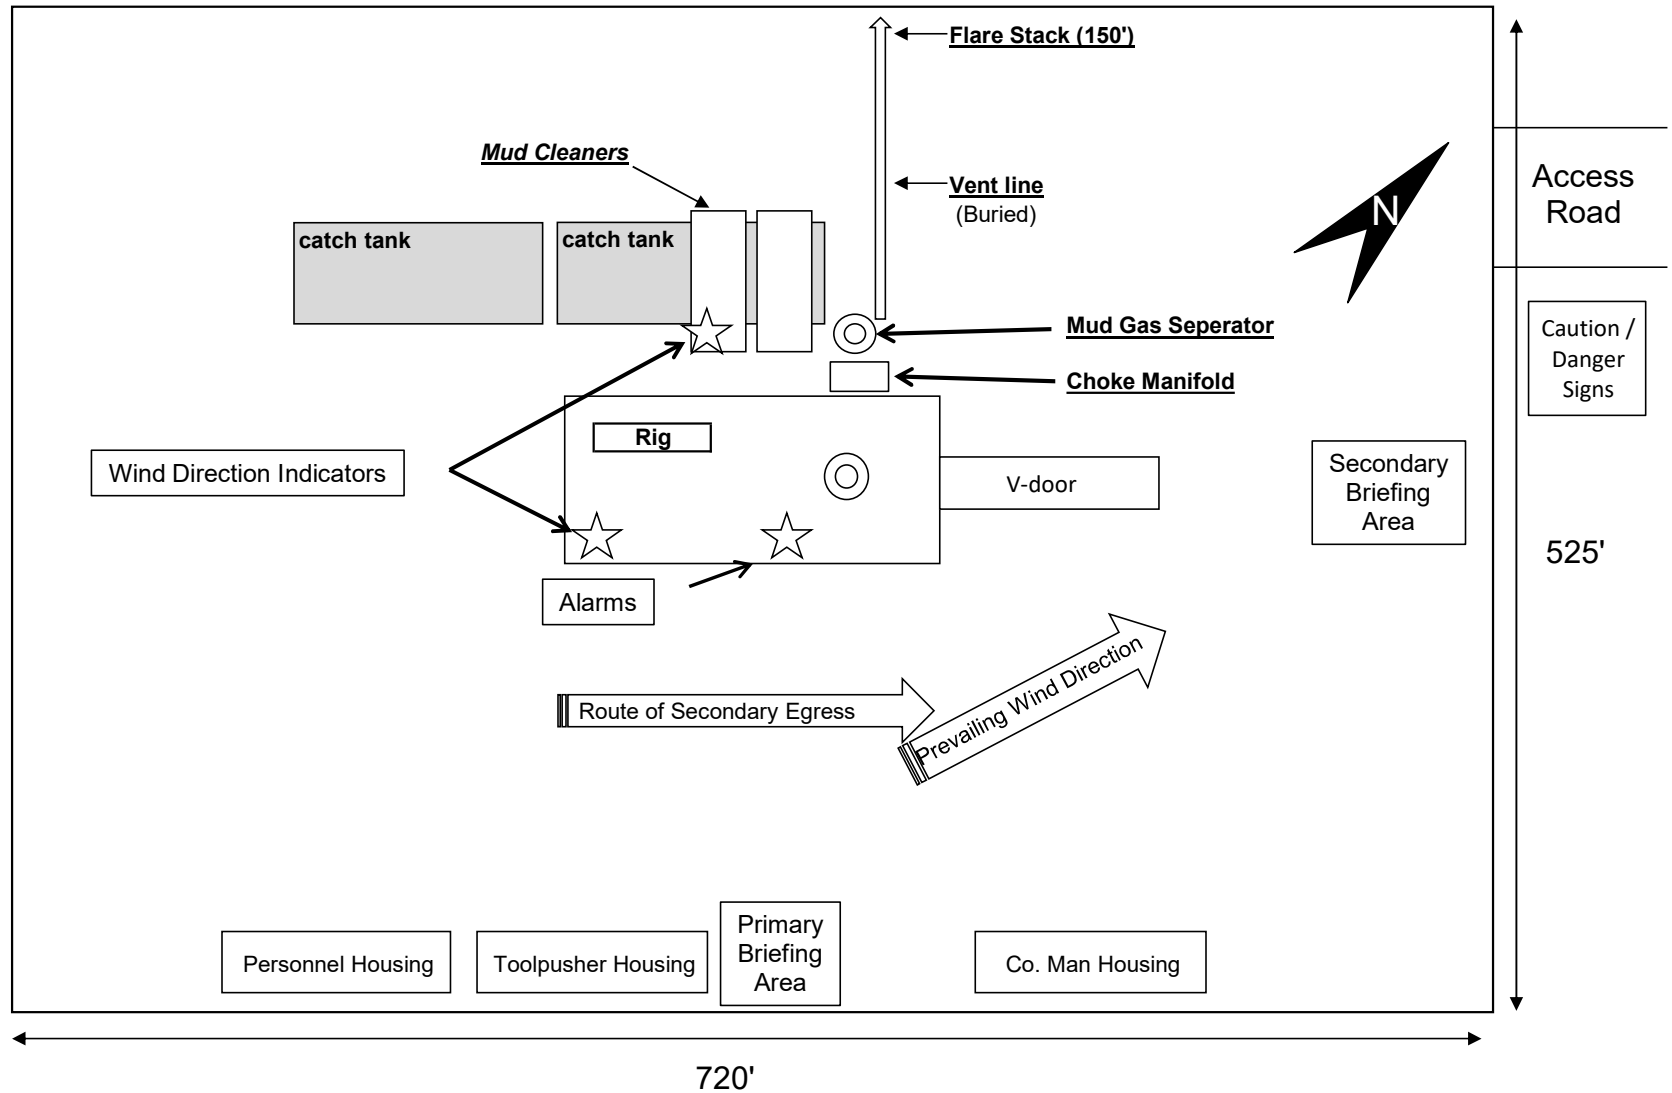 Flare Stack (150')
Mud Cleaners
Vent line
(Buried)
Access
Road
N
catch tank
catch tank
Caution /
Danger
Signs
Mud Gas Seperator
Choke Manifold
Rig
Wind Direction Indicators
V-door
Secondary
Briefing
Area
525'
Alarms
Route of Secondary Egress
Prevailing Wind Direction
Personnel Housing
Toolpusher Housing
Primary
Briefing
Area
Co. Man Housing
720'